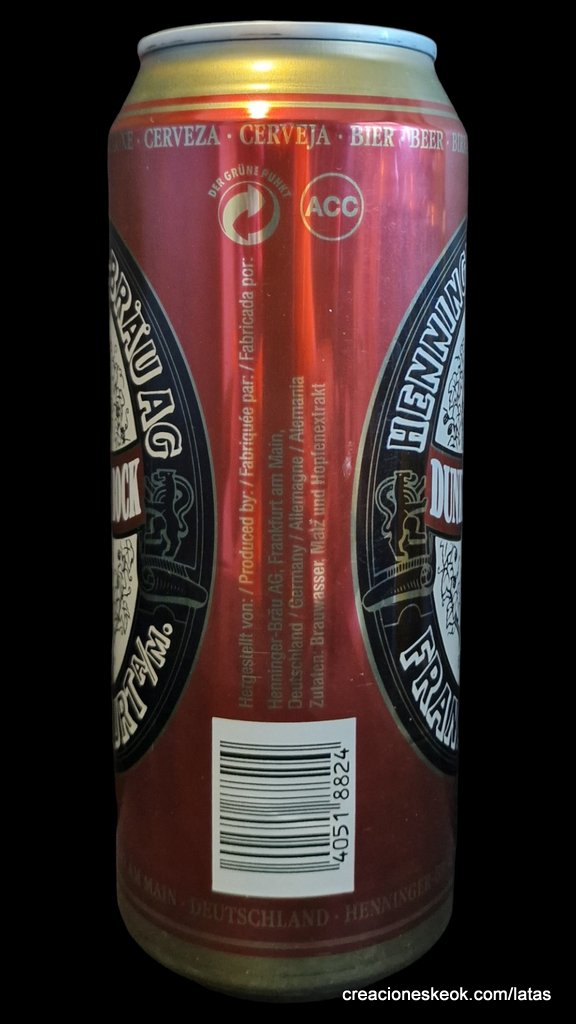 CERVEZA · CERVEJA · BIER · BEER
DER GRÜNE PUNKT
ACC
BRÄU AG
HENNING
OCK
DUN
URT A/M.
FRAN
Hergestellt von: / Produced by: / Fabriquée par: / Fabricada por:
Henninger-Bräu AG, Frankfurt am Main,
Deutschland / Germany / Allemagne / Alemania
Zutaten: Brauwasser, Malz und Hopfenextrakt
4051 8824
AM MAIN · DEUTSCHLAND · HENNINGER-
creacioneskeok.com/latas